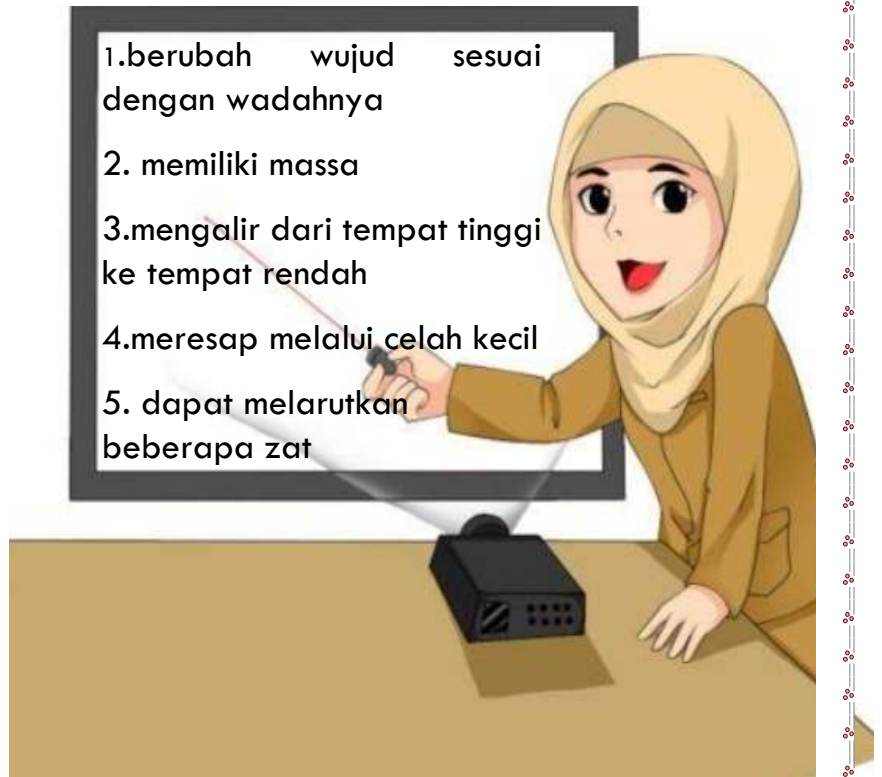 1.berubah wujud sesuai
dengan wadahnya
2. memiliki massa
3.mengalir dari tempat tinggi
ke tempat rendah
4.meresap melalui celah kecil
5. dapat melarutkan
beberapa zat